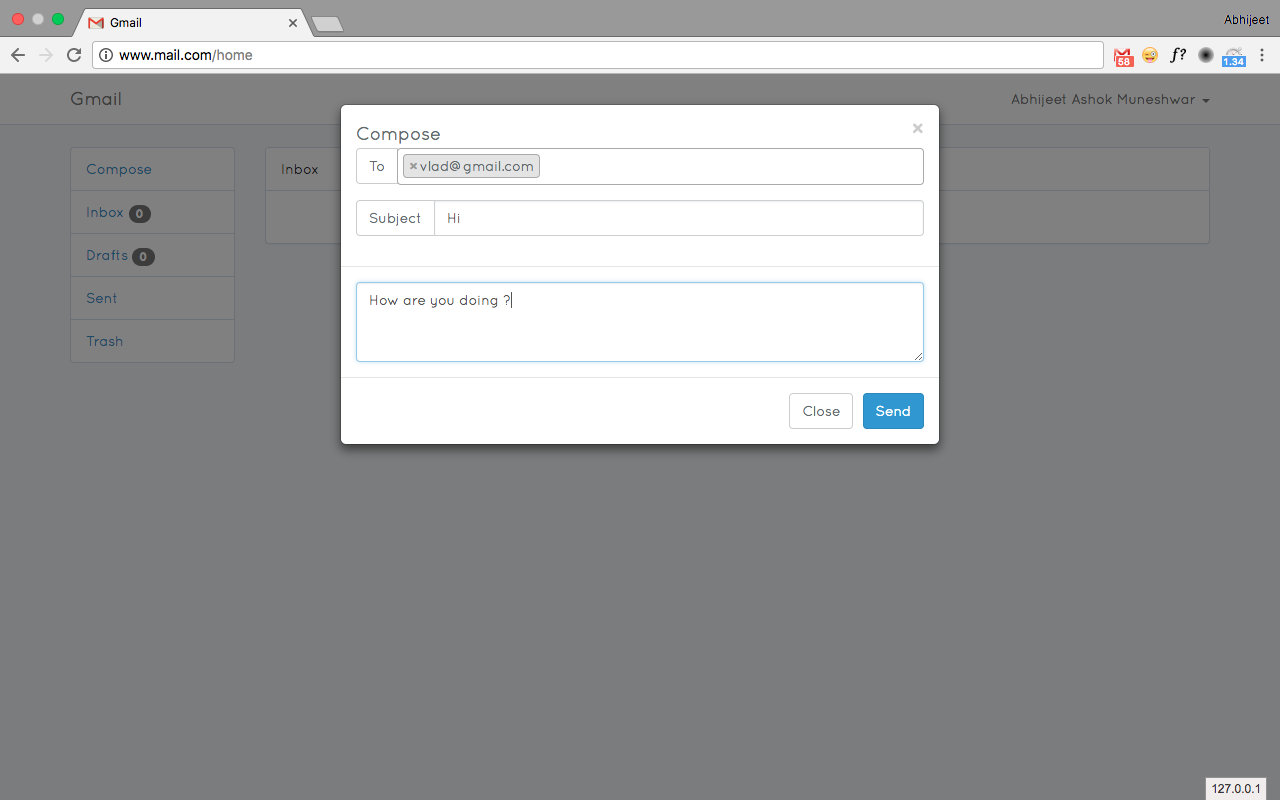 Gmail
Abhijeet
www.mail.com/home
58
f?
1.34
Gmail
Abhijeet Ashok Muneshwar
Compose
×
To
×vlad@gmail.com
Subject
Hi
How are you doing ?
Close
Send
Compose
Inbox 0
Drafts 0
Sent
Trash
Inbox
127.0.0.1